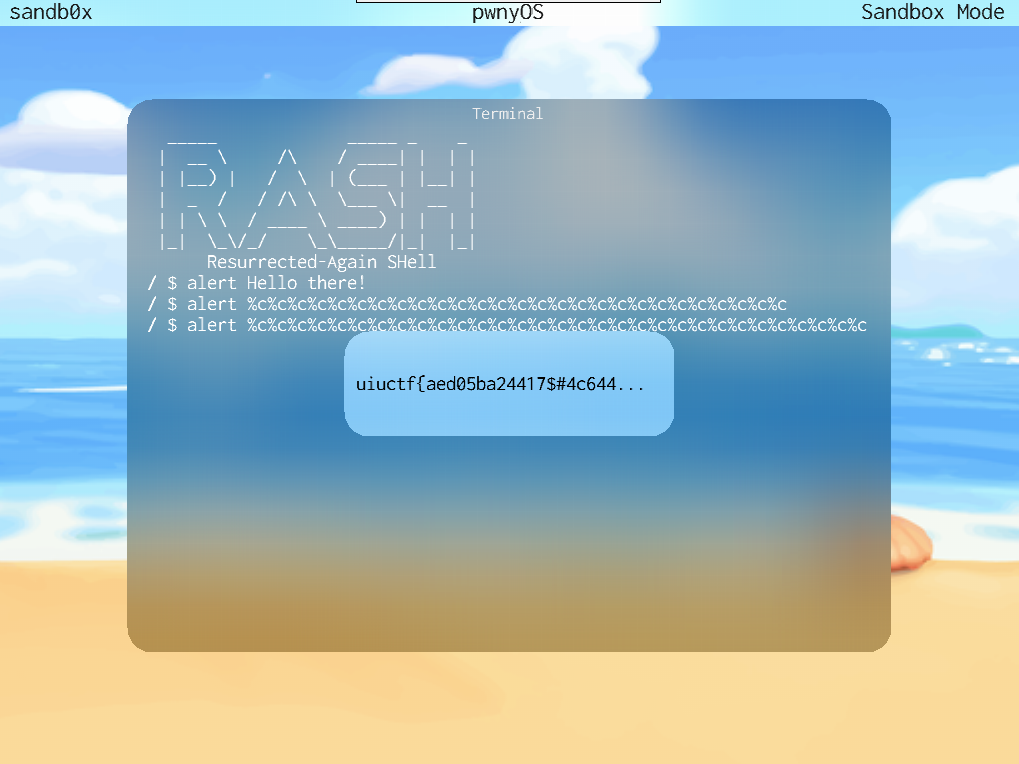 sandb0x
pwnyOS
Sandbox Mode
Terminal
RASH
Resurrected-Again SHell
/ $ alert Hello there!
/ $ alert %c%c%c%c%c%c%c%c%c%c%c%c%c%c%c%c%c%c%c%c%c%c%c%c%c%c%c
/ $ alert %c%c%c%c%c%c%c%c%c%c%c%c%c%c%c%c%c%c%c%c%c%c%c%c%c%c%c%c%c%c%c
uiuctf{aed05ba24417$#4c644...